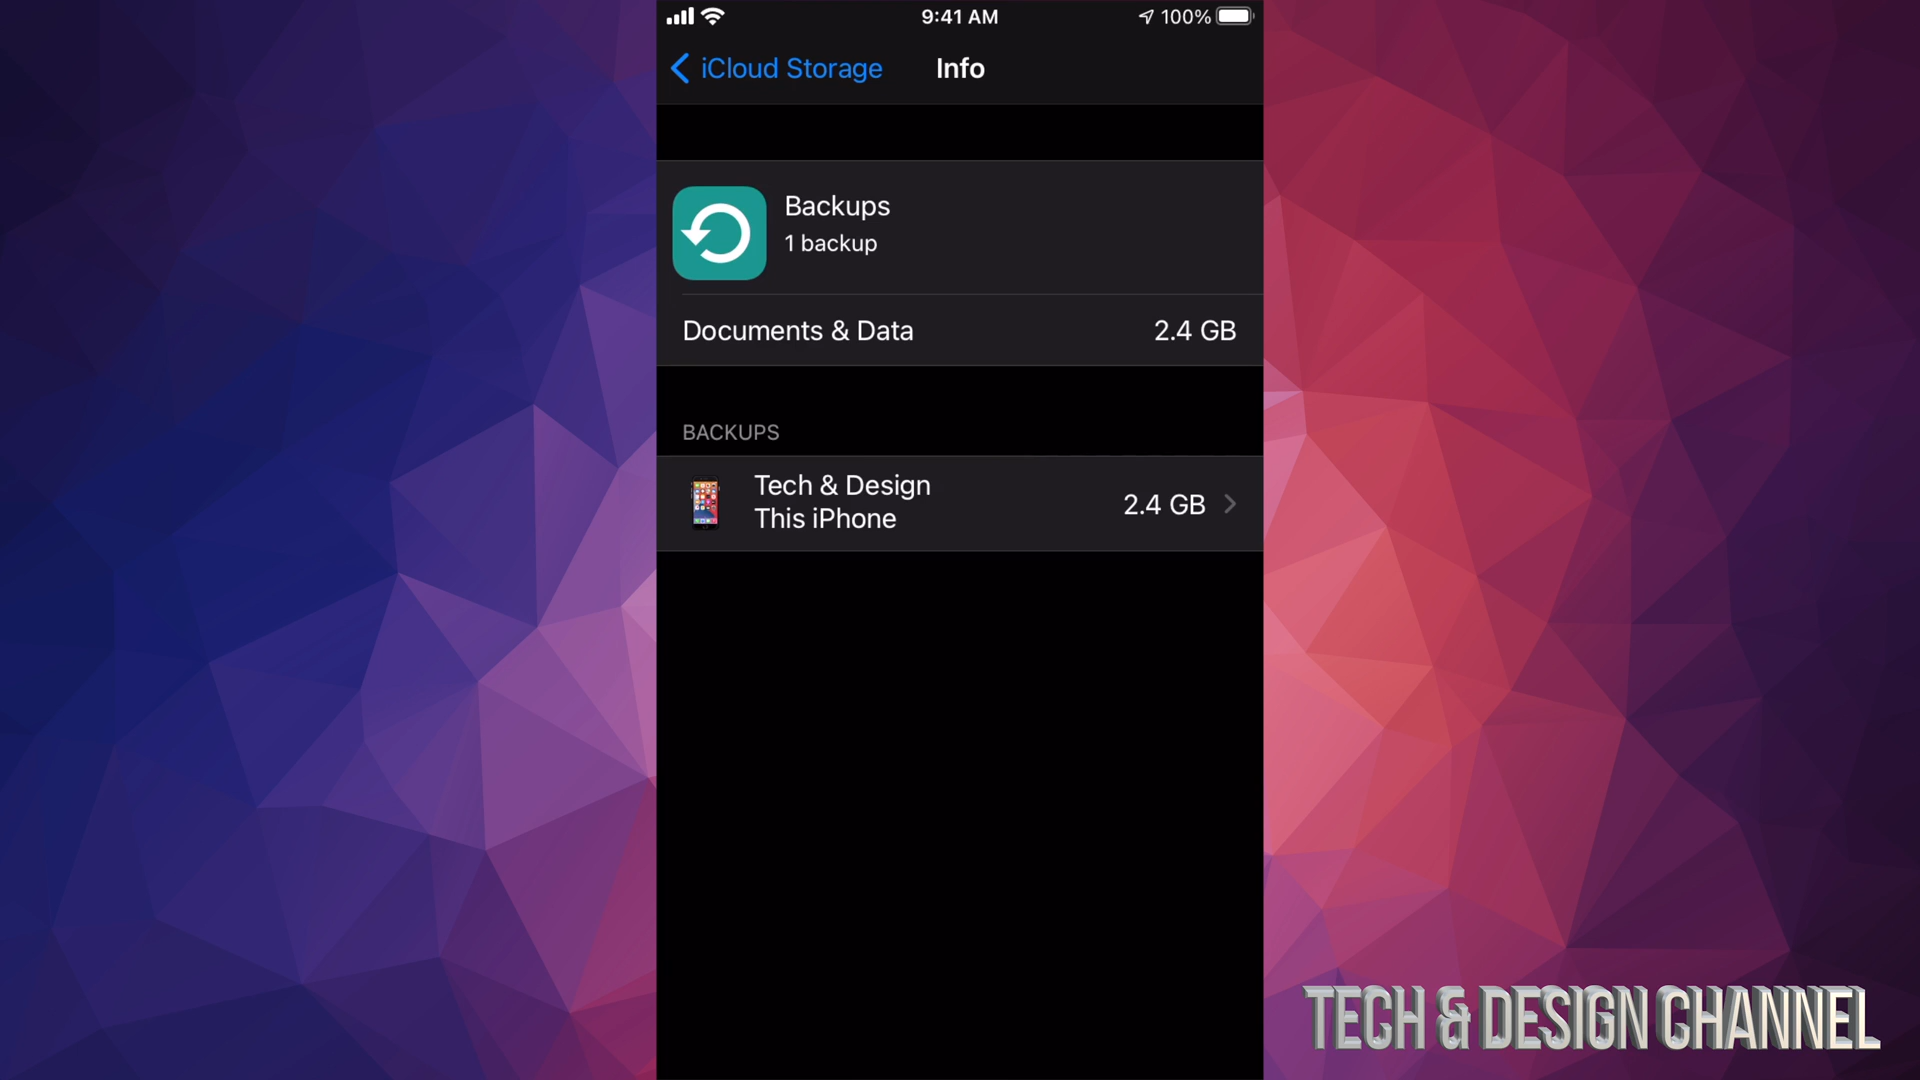 9:41 AM
100%
iCloud Storage
Info
Backups
1 backup
Documents & Data
2.4 GB
BACKUPS
Tech & Design
This iPhone
2.4 GB
TECH & DESIGN CHANNEL